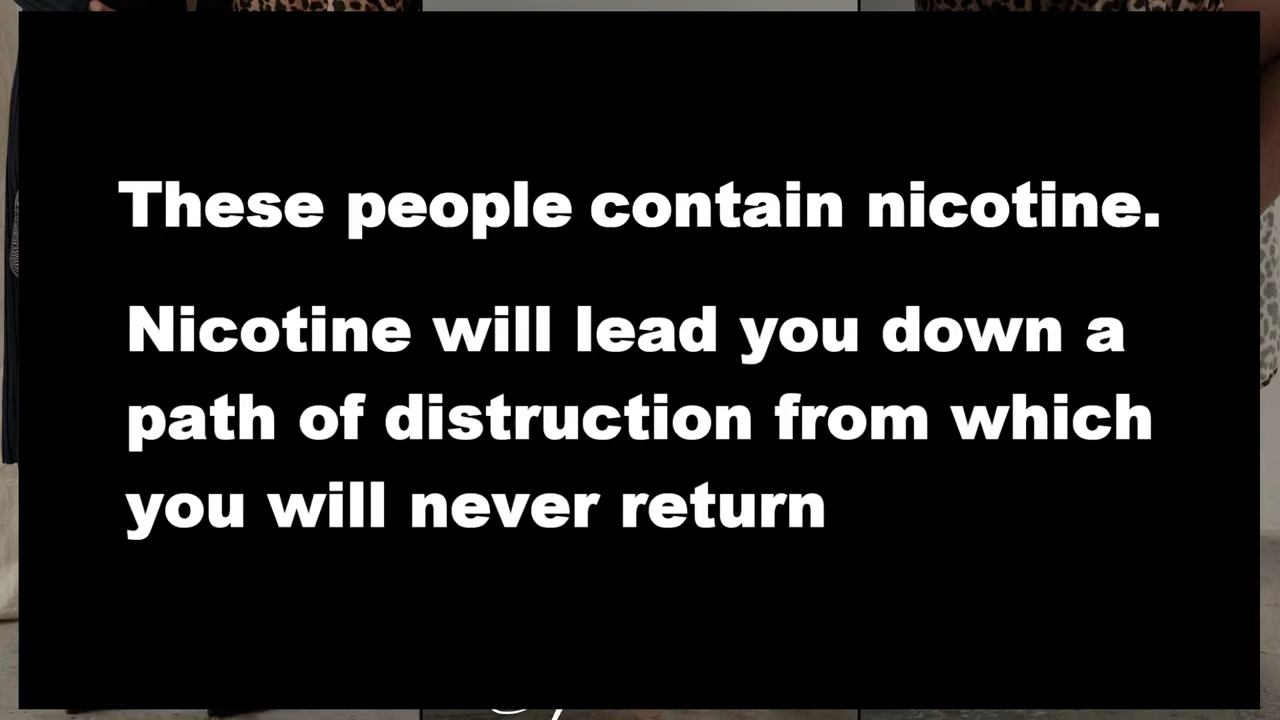 These people contain nicotine.
Nicotine will lead you down a
path of distruction from which
you will never return